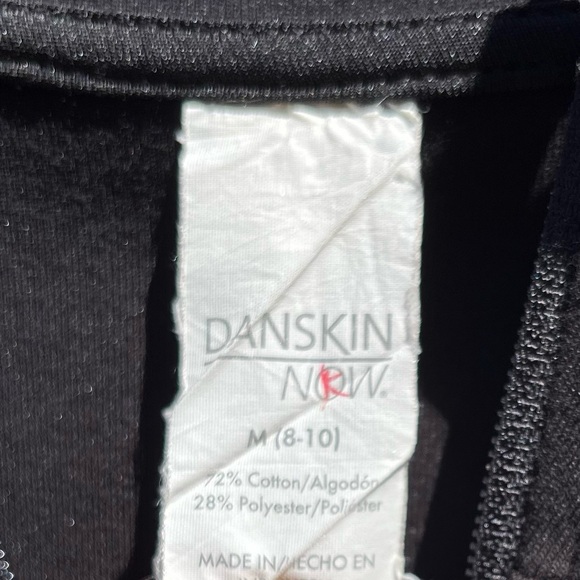 DANSKIN
NOW®
M (8-10)
72% Cotton/Algodón
28% Polyester/Poliéster
MADE IN/HECHO EN